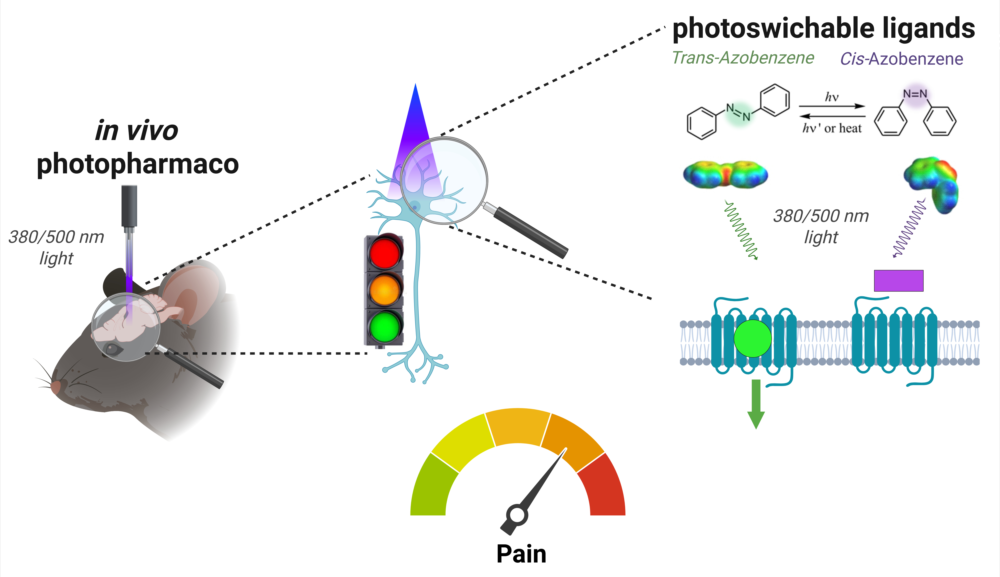 photoswichable ligands
Trans-Azobenzene
Cis-Azobenzene
N
N
hν
hν' or heat
N=N
in vivo
photopharmaco
380/500 nm
light
380/500 nm
light
Pain